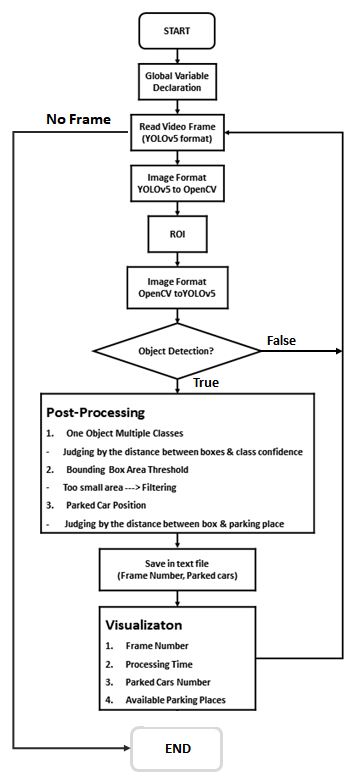 START
Global Variable
Declaration
No Frame
Read Video Frame
(YOLOv5 format)
Image Format
YOLOv5 to OpenCV
ROI
Image Format
OpenCV toYOLOv5
Object Detection?
False
True
Post-Processing
1. One Object Multiple Classes
- Judging by the distance between boxes & class confidence
2. Bounding Box Area Threshold
- Too small area ---> Filtering
3. Parked Car Position
- Judging by the distance between box & parking place
Save in text file
(Frame Number, Parked cars)
Visualizaton
1. Frame Number
2. Processing Time
3. Parked Cars Number
4. Available Parking Places
END